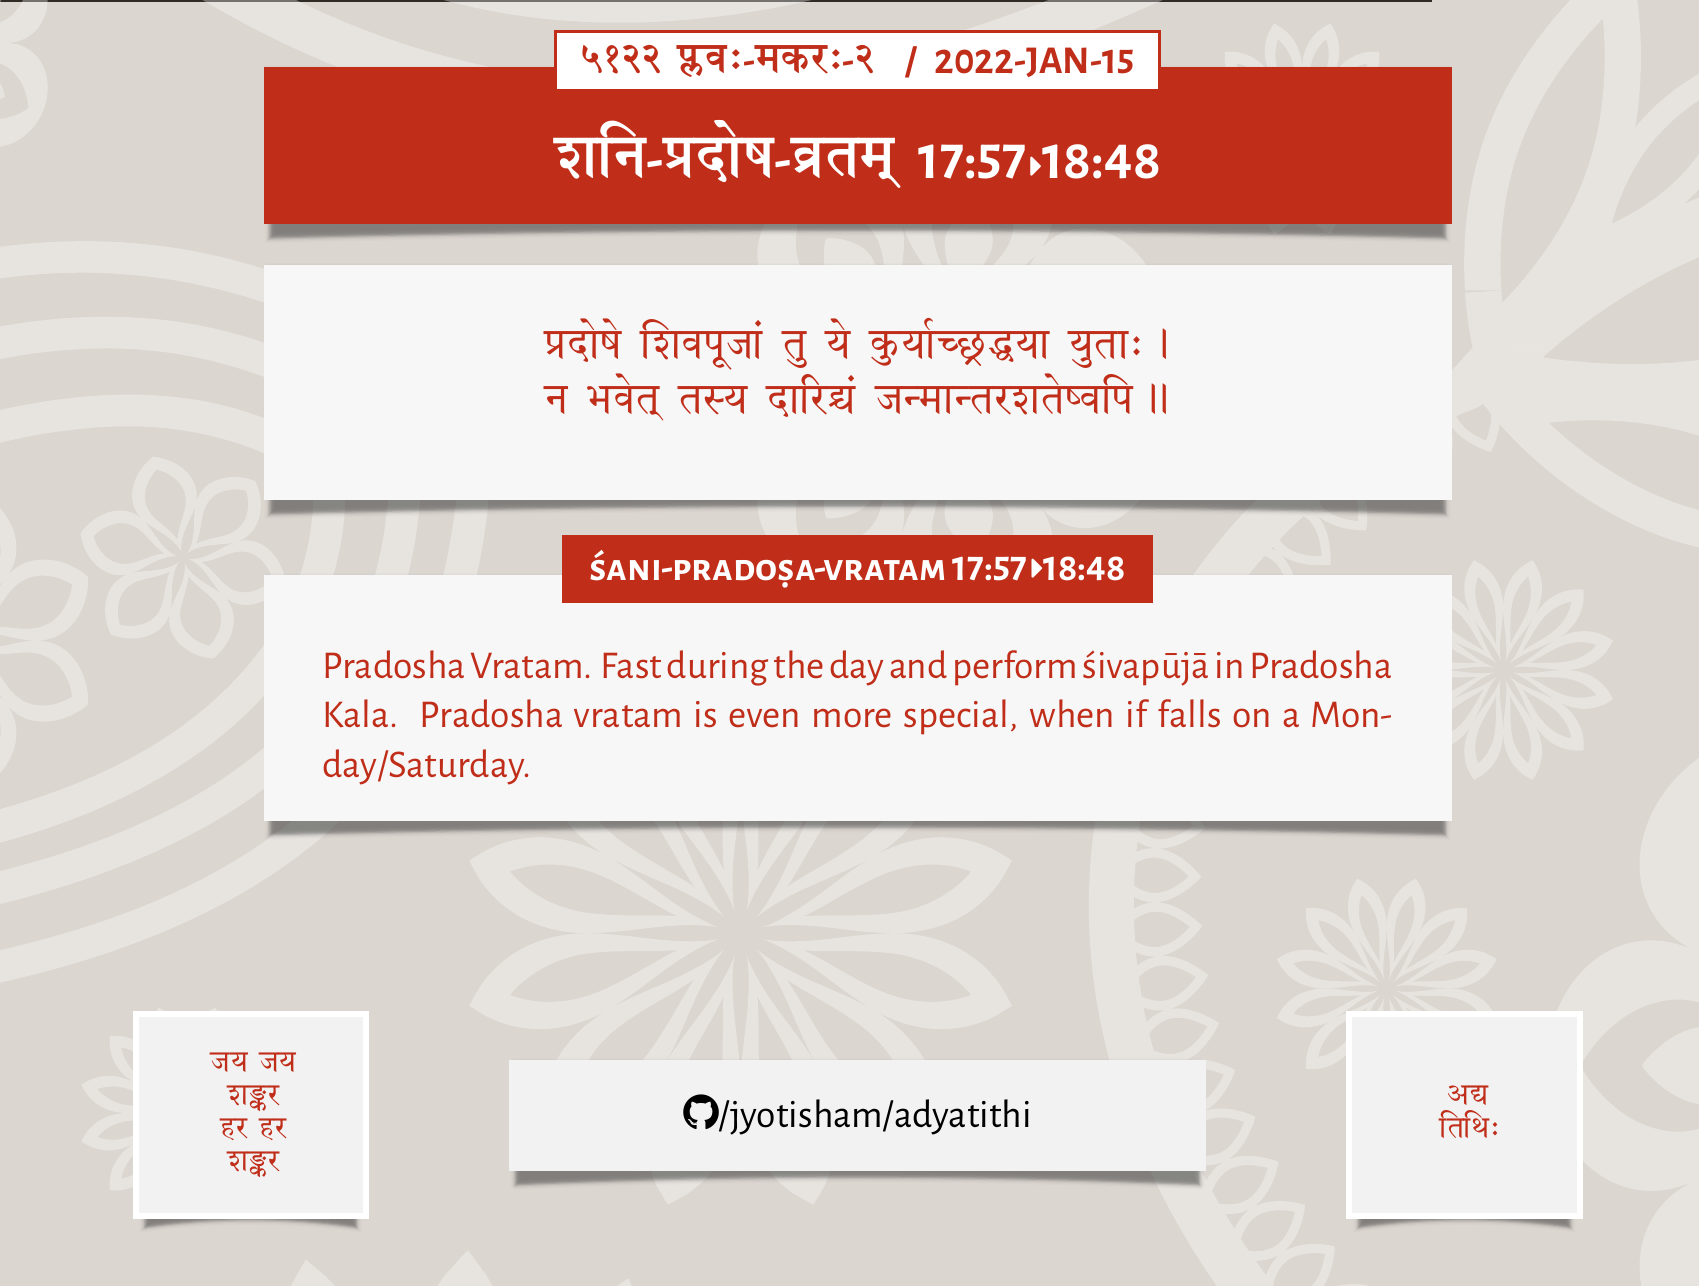 ५१२२ प्लवः-मकरः-२ / 2022-JAN-15
शनि-प्रदोष-व्रतम् 17:57▸18:48
प्रदोषे शिवपूजां तु ये कुर्याच्छ्रद्धया युताः ।
न भवेत् तस्य दारिद्र्यं जन्मान्तरशतेष्वपि ॥
ŚANI-PRADOṢA-VRATAM 17:57▸18:48
Pradosha Vratam. Fast during the day and perform śivapūjā in Pradosha
Kala. Pradosha vratam is even more special, when if falls on a Mon-
day/Saturday.
जय जय
शङ्कर
हर हर
शङ्कर
/jyotisham/adyatithi
अद्य
तिथिः